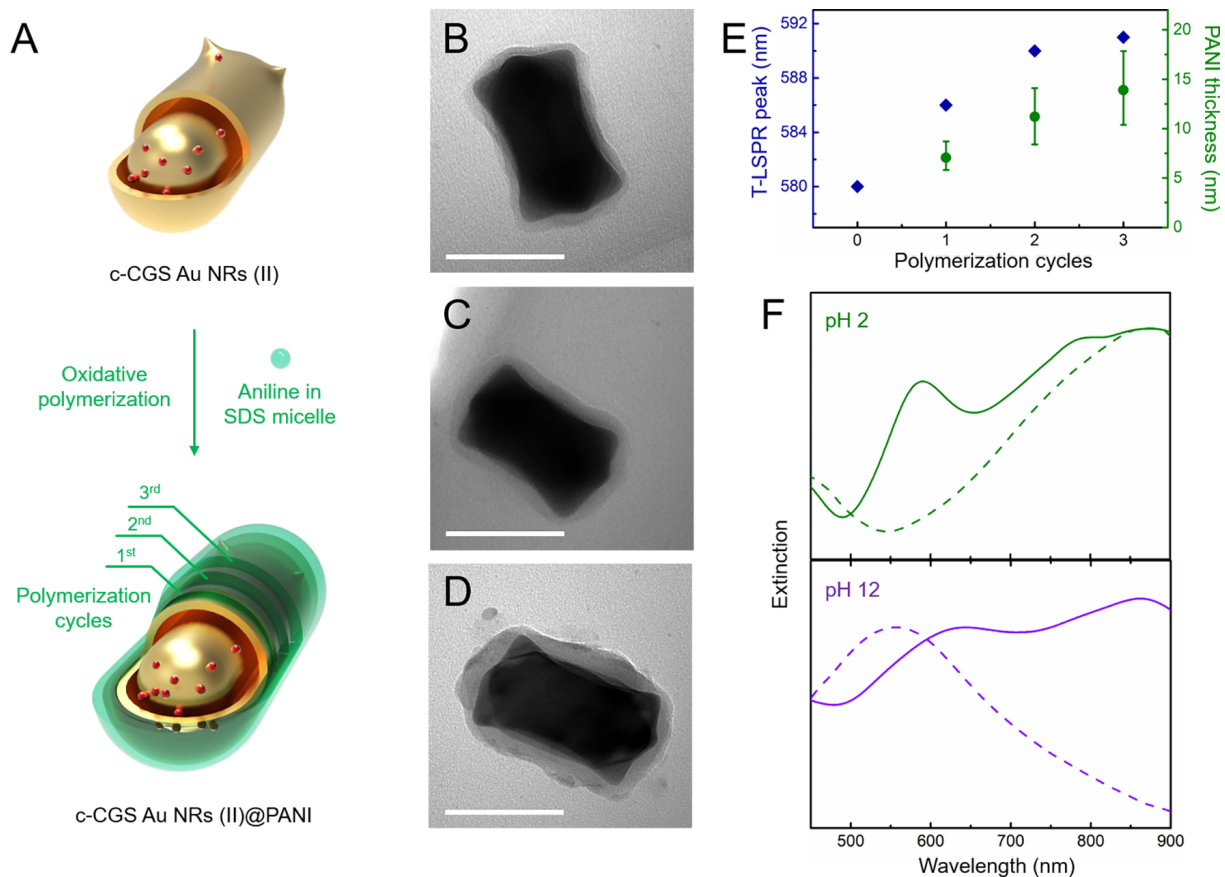 A
c-CGS Au NRs (II)
Oxidative
polymerization
Aniline in
SDS micelle
3rd
2nd
1st
Polymerization
cycles
c-CGS Au NRs (II)@PANI
B
C
D
E
T-LSPR peak (nm)
592
588
584
580
PANI thickness (nm)
20
15
10
5
0
0 1 2 3
Polymerization cycles
F
pH 2
pH 12
Extinction
500 600 700 800 900
Wavelength (nm)